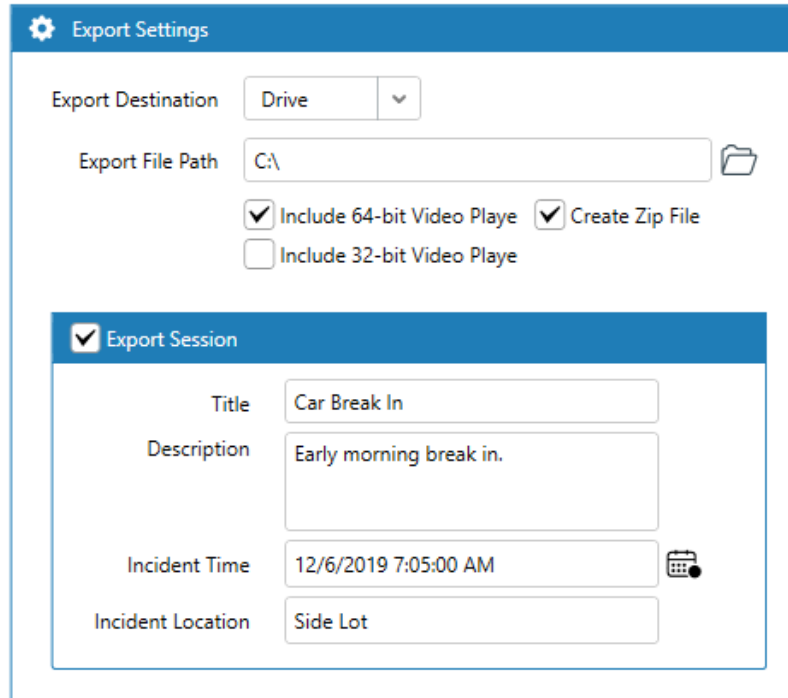 Export Settings
Export Destination Drive
Export File Path C:\
Include 64-bit Video Playe Create Zip File
Include 32-bit Video Playe
Export Session
Title Car Break In
Description Early morning break in.
Incident Time 12/6/2019 7:05:00 AM
Incident Location Side Lot